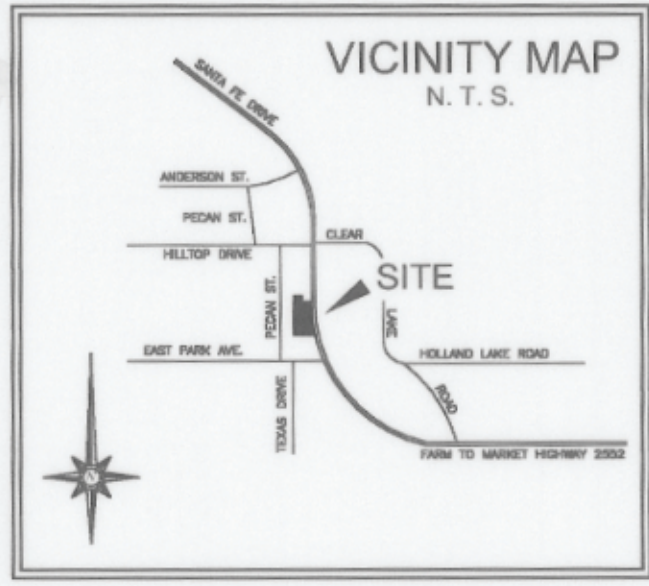 VICINITY MAP
N. T. S.
SANTA FE DRIVE
ANDERSON ST.
PECAN ST.
CLEAR
HILLTOP DRIVE
SITE
PECAN ST.
LAKE
EAST PARK AVE.
HOLLAND LAKE ROAD
TEXAS DRIVE
ROAD
FARM TO MARKET HIGHWAY 2552
N